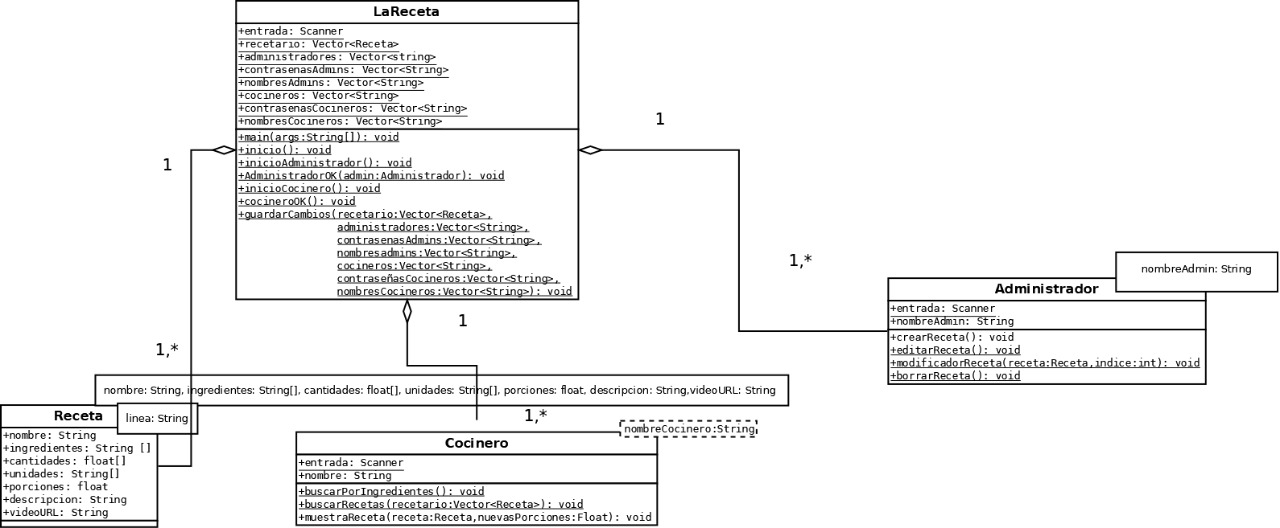 LaReceta
+entrada: Scanner
+recetario: Vector<Receta>
+administradores: Vector<string>
+contrasenasAdmins: Vector<String>
+nombresAdmins: Vector<String>
+cocineros: Vector<String>
+contrasenasCocineros: Vector<String>
+nombresCocineros: Vector<String>
+main(args:String[]): void
+inicio(): void
+inicioAdministrador(): void
+AdministradorOK(admin:Administrador): void
+inicioCocinero(): void
+cocineroOK(): void
+guardarCambios(recetario:Vector<Receta>,
administradores:Vector<String>,
contrasenasAdmins:Vector<String>,
nombresadmins:Vector<String>,
cocineros:Vector<String>,
contraseñasCocineros:Vector<String>,
nombresCocineros:Vector<String>): void
1
1
1
1,*
1,*
1,*
nombreAdmin: String
Administrador
+entrada: Scanner
+nombreAdmin: String
+crearReceta(): void
+editarReceta(): void
+modificadorReceta(receta:Receta,indice:int): void
+borrarReceta(): void
nombre: String, ingredientes: String[], cantidades: float[], unidades: String[], porciones: float, descripcion: String,videoURL: String
linea: String
Receta
+nombre: String
+ingredientes: String []
+cantidades: float[]
+unidades: String[]
+porciones: float
+descripcion: String
+videoURL: String
nombreCocinero:String
Cocinero
+entrada: Scanner
+nombre: String
+buscarPorIngredientes(): void
+buscarRecetas(recetario:Vector<Receta>): void
+muestraReceta(receta:Receta,nuevasPorciones:Float): void